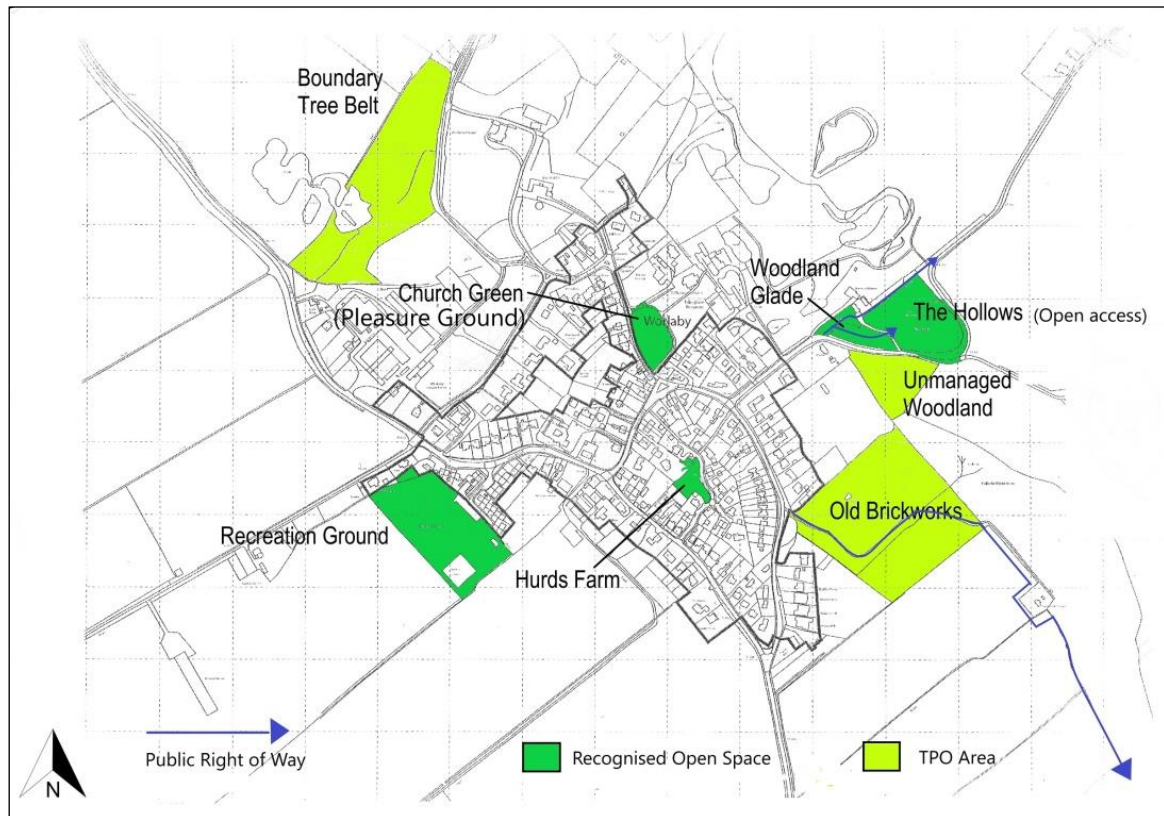 Boundary
Tree Belt
Church Green
(Pleasure Ground)
Worlaby
Woodland
Glade
The Hollows (Open access)
Unmanaged
Woodland
Old Brickworks
Recreation Ground
Hurds Farm
Public Right of Way
Recognised Open Space
TPO Area
N